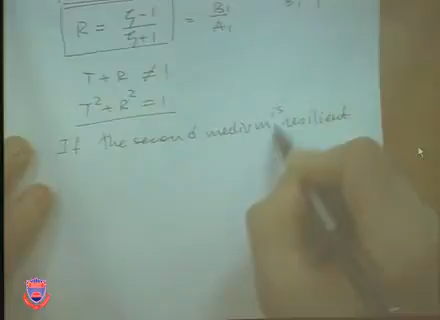 R = ζ-1/ζ+1 = B₁/A₁
T + R ≠ 1
T² + R² = 1
If the second medium is resilient